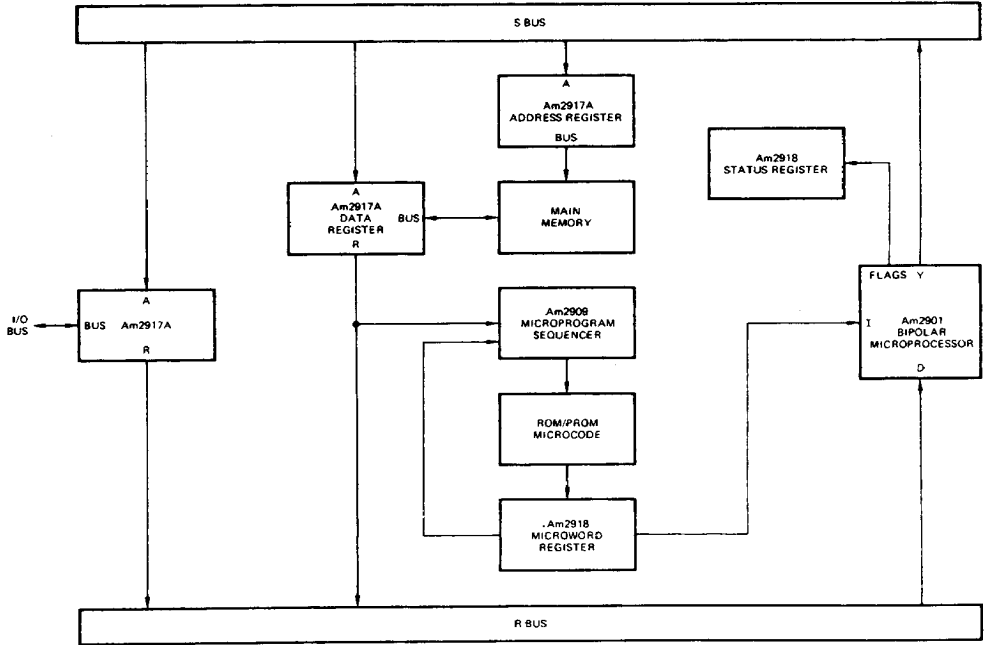 S BUS
A
Am2917A
ADDRESS REGISTER
BUS
Am2918
STATUS REGISTER
A
Am2917A
DATA
REGISTER
BUS
R
MAIN
MEMORY
FLAGS Y
I
Am2901
BIPOLAR
MICROPROCESSOR
D
I/O
BUS
A
BUS Am2917A
R
Am2909
MICROPROGRAM
SEQUENCER
ROM/PROM
MICROCODE
.Am2918
MICROWORD
REGISTER
R BUS